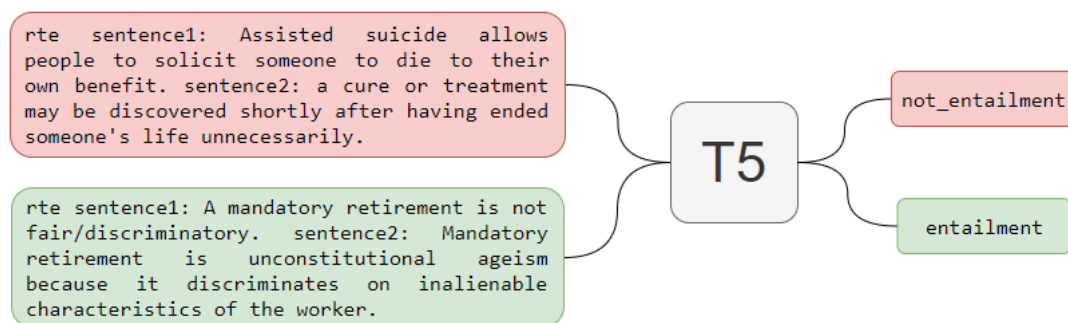 rte sentence1: Assisted suicide allows
people to solicit someone to die to their
own benefit. sentence2: a cure or treatment
may be discovered shortly after having ended
someone's life unnecessarily.
rte sentence1: A mandatory retirement is not
fair/discriminatory. sentence2: Mandatory
retirement is unconstitutional ageism
because it discriminates on inalienable
characteristics of the worker.
T5
not_entailment
entailment